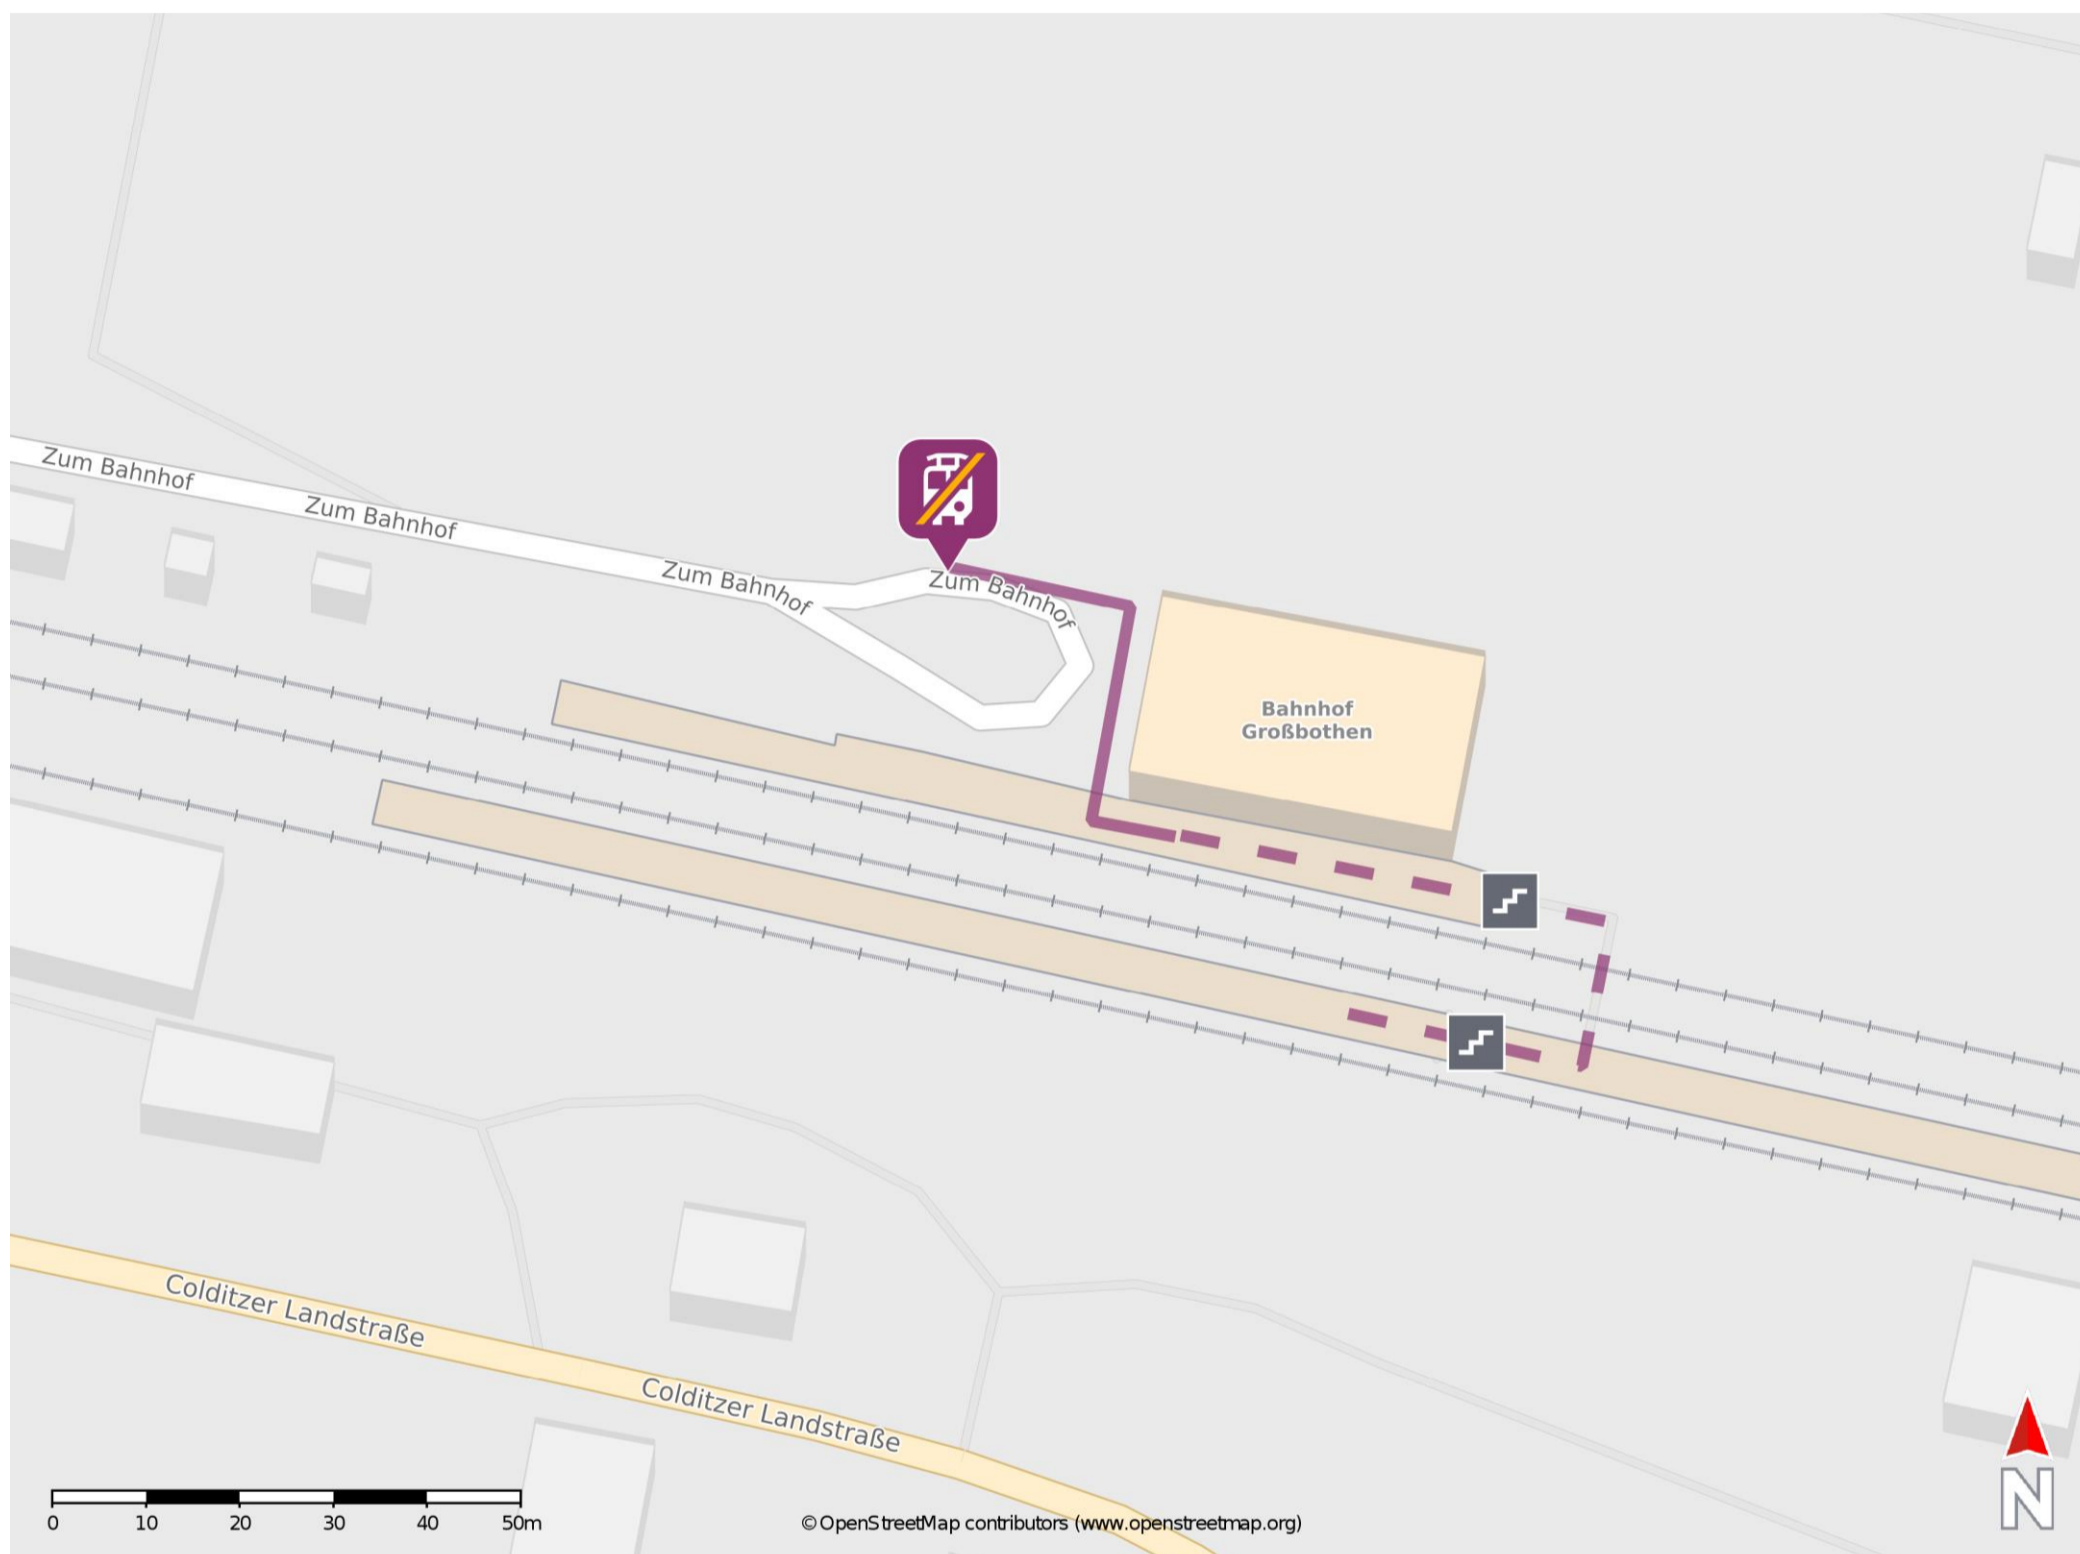 Zum Bahnhof
Zum Bahnhof
Zum Bahnhof
Zum Bahnhof
Bahnhof
Großbothen
Colditzer Landstraße
Colditzer Landstraße
N
0 10 20 30 40 50m
© OpenStreetMap contributors (www.openstreetmap.org)